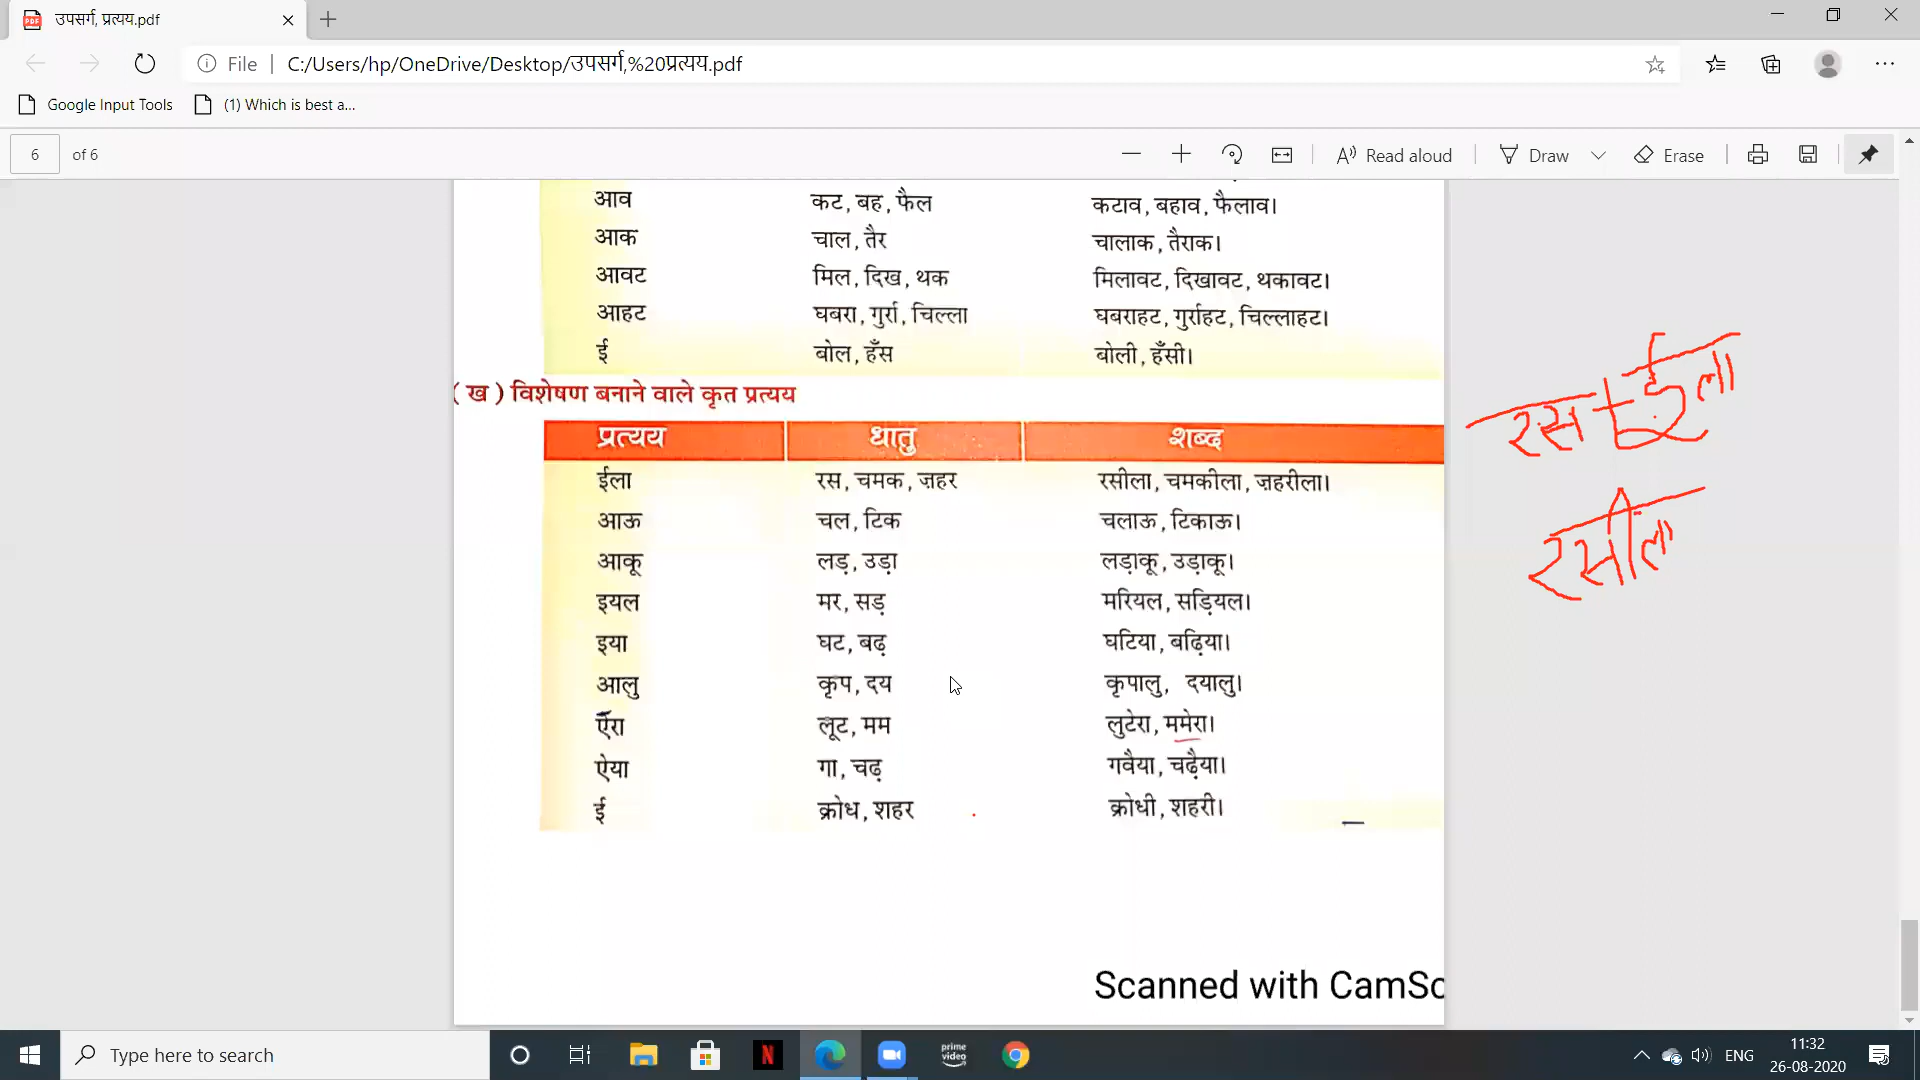 उपसर्ग, प्रत्यय.pdf
File | C:/Users/hp/OneDrive/Desktop/उपसर्ग,%20प्रत्यय.pdf
Google Input Tools (1) Which is best a...
6 of 6 Read aloud Draw Erase
आव कट, बह, फैल कटाव, बहाव, फैलाव।
आक चाल, तैर चालाक, तैराक।
आवट मिल, दिख, थक मिलावट, दिखावट, थकावट।
आहट घबरा, गुर्रा, चिल्ला घबराहट, गुर्राहट, चिल्लाहट।
ई बोल, हँस बोली, हँसी।
( ख ) विशेषण बनाने वाले कृत प्रत्यय
प्रत्यय धातु शब्द
ईला रस, चमक, ज़हर रसीला, चमकीला, ज़हरीला।
आऊ चल, टिक चलाऊ, टिकाऊ।
आकू लड़, उड़ा लड़ाकू, उड़ाकू।
इयल मर, सड़ मरियल, सड़ियल।
इया घट, बढ़ घटिया, बढ़िया।
आलु कृप, दय कृपालु, दयालु।
ऐरा लूट, मम लुटेरा, ममेरा।
ऐया गा, चढ़ गवैया, चढ़ैया।
ई क्रोध, शहर क्रोधी, शहरी।
रस + ईला
रसीला
Scanned with CamSc
Type here to search
prime video
ENG
11:32
26-08-2020